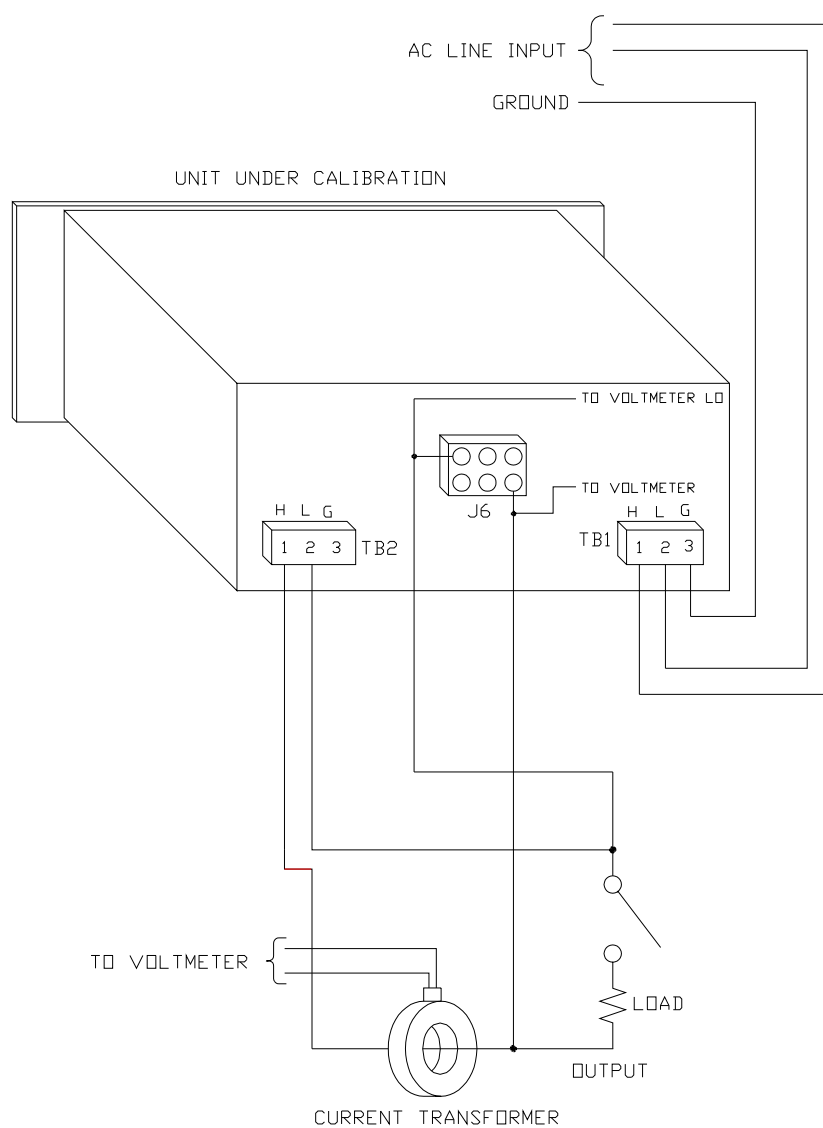 AC LINE INPUT
GROUND
UNIT UNDER CALIBRATION
TO VOLTMETER LO
TO VOLTMETER
J6
H L G
1 2 3
TB2
H L G
TB1
1 2 3
TO VOLTMETER
LOAD
OUTPUT
CURRENT TRANSFORMER